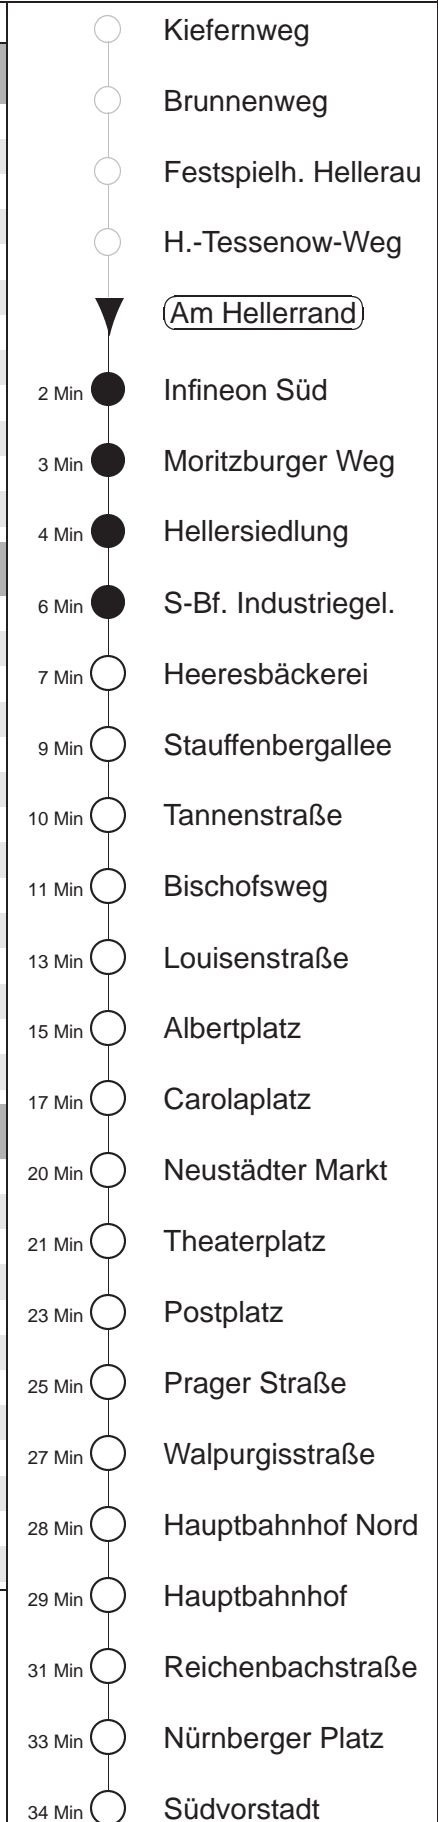 Kiefernweg
Brunnenweg
Festspielh. Hellerau
H.-Tessenow-Weg
Am Hellerrand
2 Min Infineon Süd
3 Min Moritzburger Weg
4 Min Hellersiedlung
6 Min S-Bf. Industriegel.
7 Min Heeresbäckerei
9 Min Stauffenbergallee
10 Min Tannenstraße
11 Min Bischofsweg
13 Min Louisenstraße
15 Min Albertplatz
17 Min Carolaplatz
20 Min Neustädter Markt
21 Min Theaterplatz
23 Min Postplatz
25 Min Prager Straße
27 Min Walpurgisstraße
28 Min Hauptbahnhof Nord
29 Min Hauptbahnhof
31 Min Reichenbachstraße
33 Min Nürnberger Platz
34 Min Südvorstadt